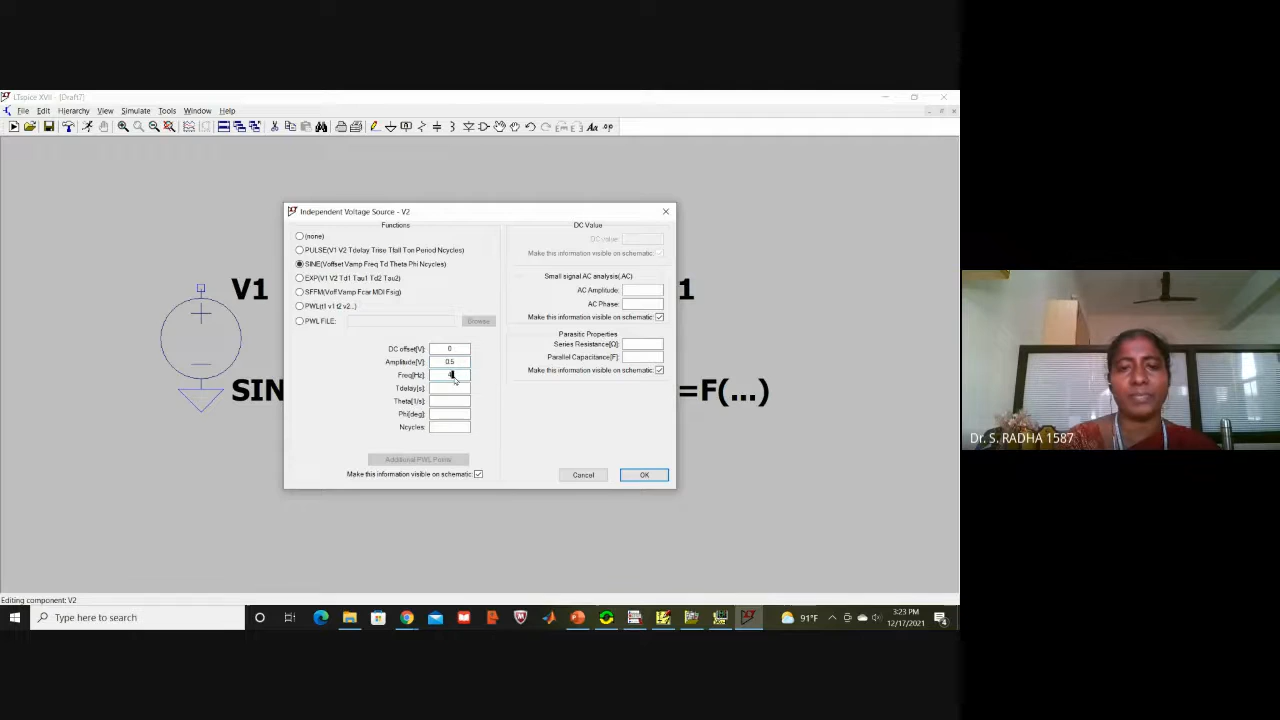 LTspice XVII - [Draft7]
File Edit Hierarchy View Simulate Tools Window Help
Independent Voltage Source - V2
Functions
(none)
PULSE(V1 V2 Tdelay Trise Tfall Ton Period Ncycles)
SINE(Voffset Vamp Freq Td Theta Phi Ncycles)
EXP(V1 V2 Td1 Tau1 Td2 Tau2)
SFFM(Voff Vamp Fcar MDI Fsig)
PWL(t1 v1 t2 v2...)
PWL FILE: Browse
DC offset[V]: 0
Amplitude[V]: 0.5
Freq[Hz]:
Tdelay[s]:
Theta[1/s]:
Phi[deg]:
Ncycles:
Additional PWL Points
Make this information visible on schematic:
DC Value
DC value:
Make this information visible on schematic:
Small signal AC analysis(.AC)
AC Amplitude:
AC Phase:
Make this information visible on schematic:
Parasitic Properties
Series Resistance[Ω]:
Parallel Capacitance[F]:
Make this information visible on schematic:
Cancel OK
V1
SIN
1
=F(...)
Editing component: V2
Type here to search
91°F
3:23 PM
12/17/2021
4
Dr. S. RADHA 1587